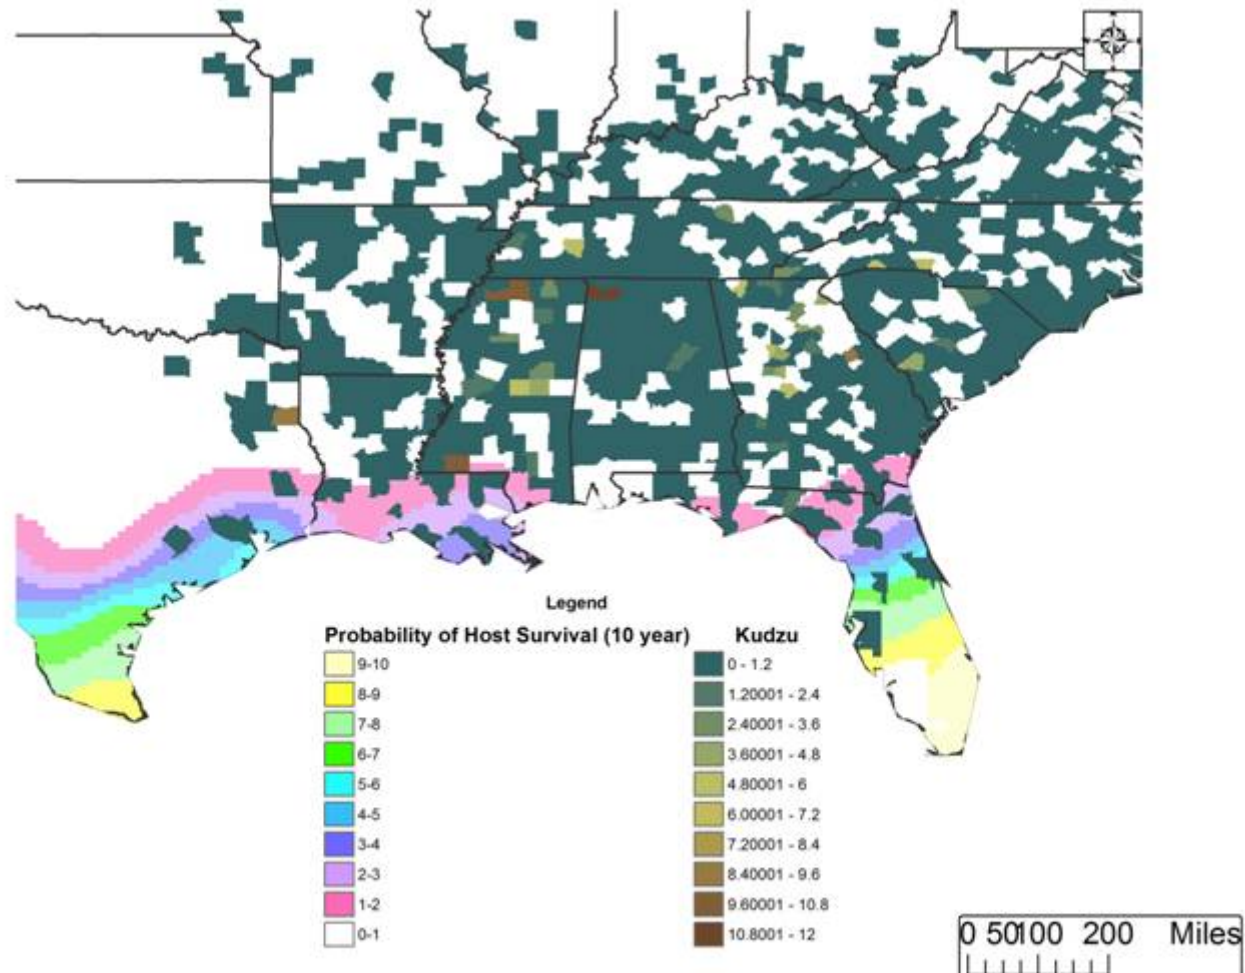 Legend
Probability of Host Survival (10 year)
9-10
8-9
7-8
6-7
5-6
4-5
3-4
2-3
1-2
0-1
Kudzu
0 - 1.2
1.20001 - 2.4
2.40001 - 3.6
3.60001 - 4.8
4.80001 - 6
6.00001 - 7.2
7.20001 - 8.4
8.40001 - 9.6
9.60001 - 10.8
10.8001 - 12
0 50100 200 Miles